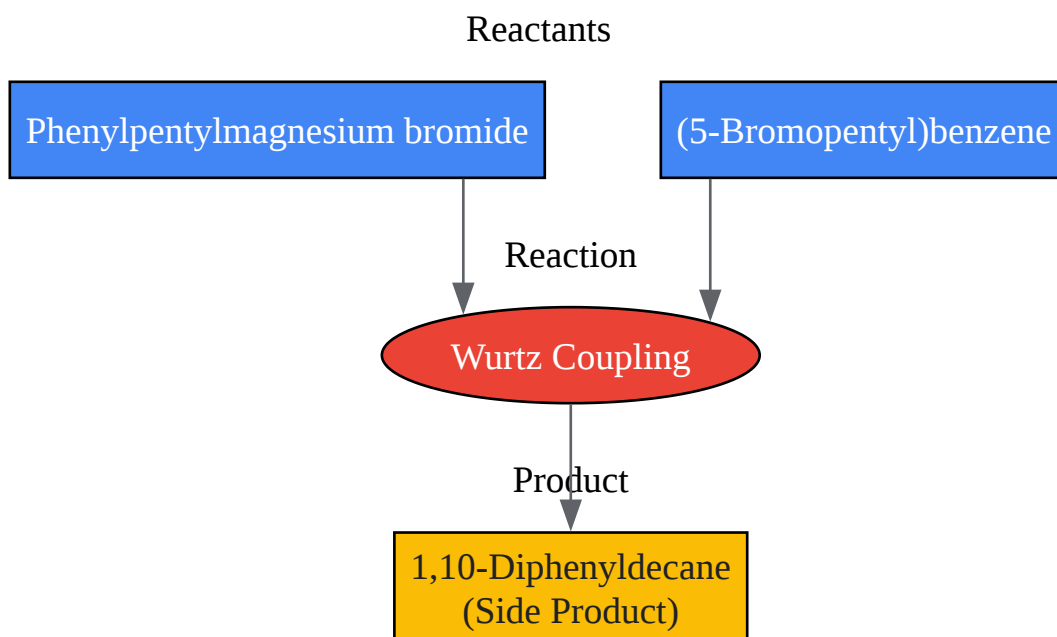 Reactants
Phenylpentylmagnesium bromide
(5-Bromopentyl)benzene
Reaction
Wurtz Coupling
Product
1,10-Diphenyldecane
(Side Product)